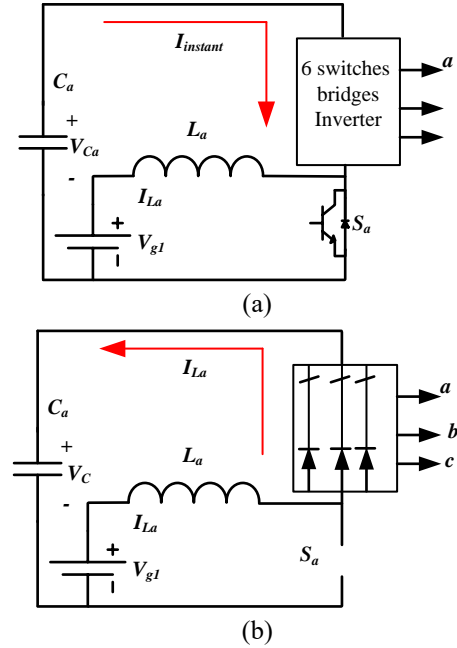 I_instant
6 switches
bridges
Inverter
a
C_a
+
V_Ca
-
L_a
I_La
+
V_g1
S_a
(a)
I_La
a
b
c
C_a
+
V_C
-
L_a
I_La
+
V_g1
S_a
(b)